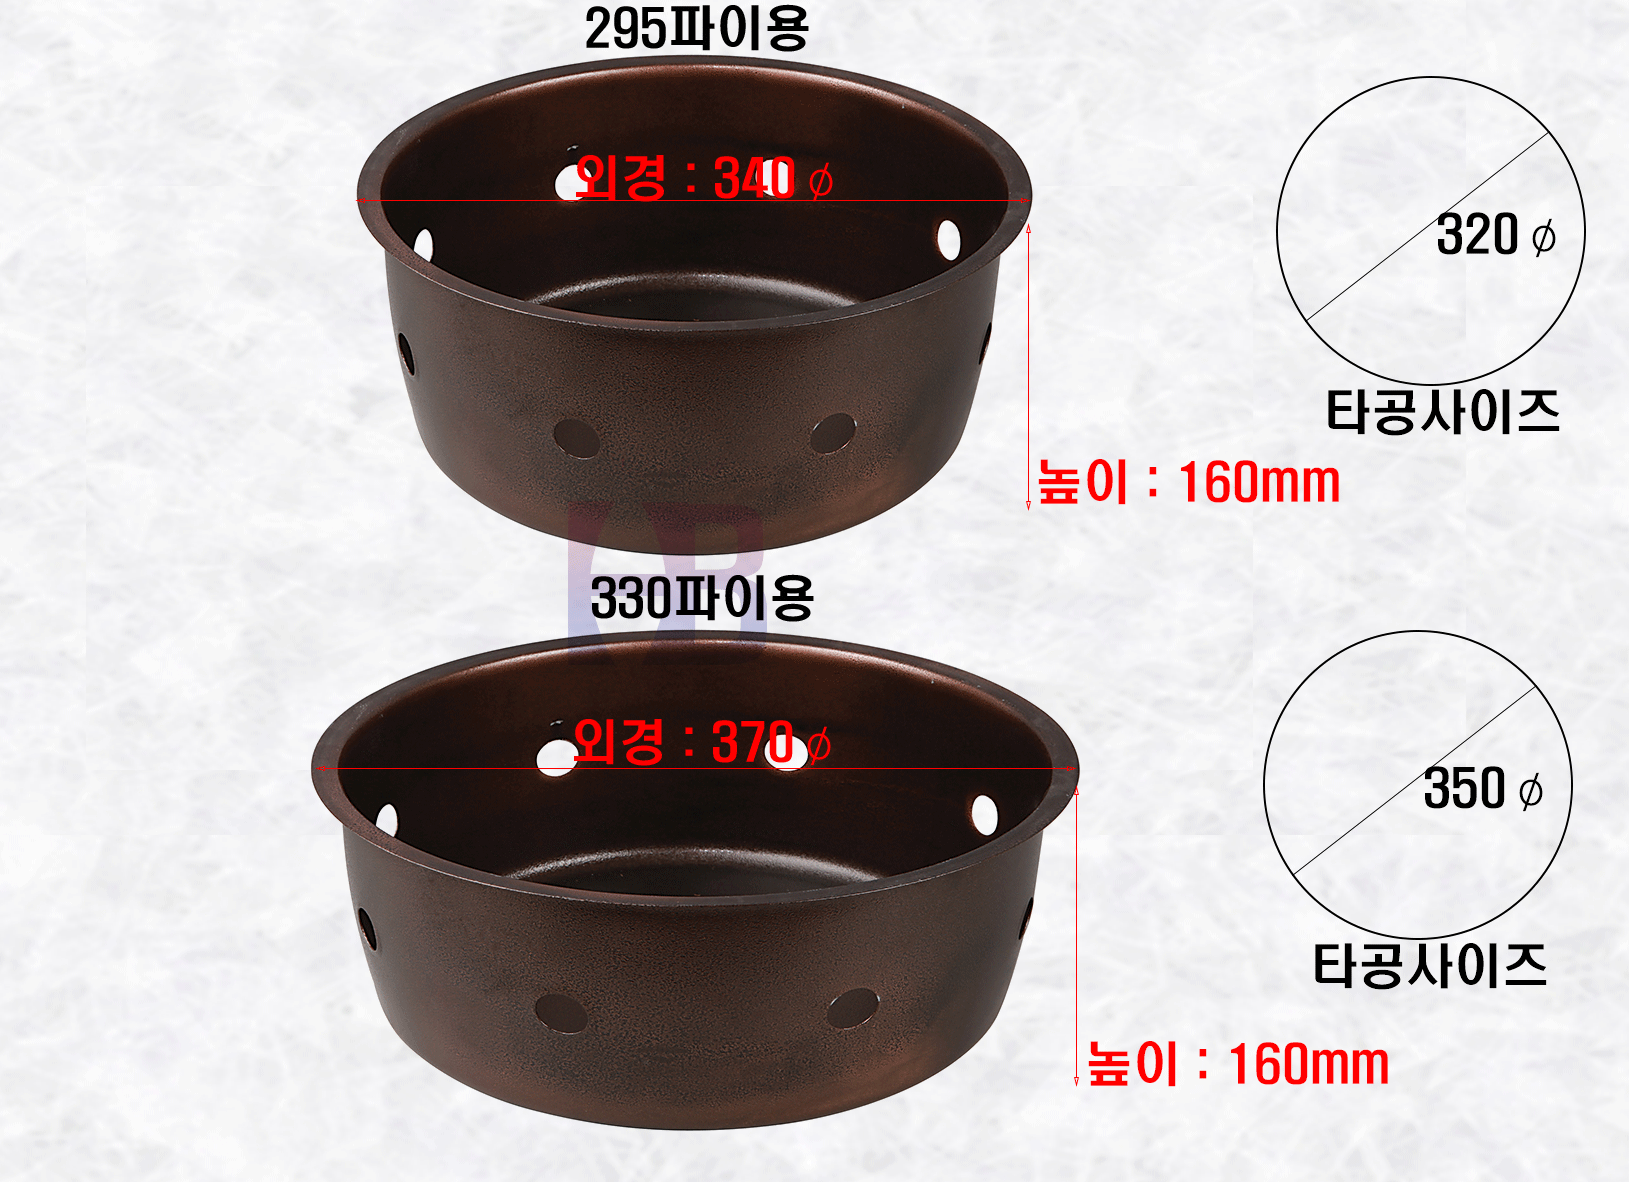 295파이용
외경 : 340 ϕ
320 ϕ
타공사이즈
높이 : 160mm
KB
330파이용
외경 : 370 ϕ
350 ϕ
타공사이즈
높이 : 160mm